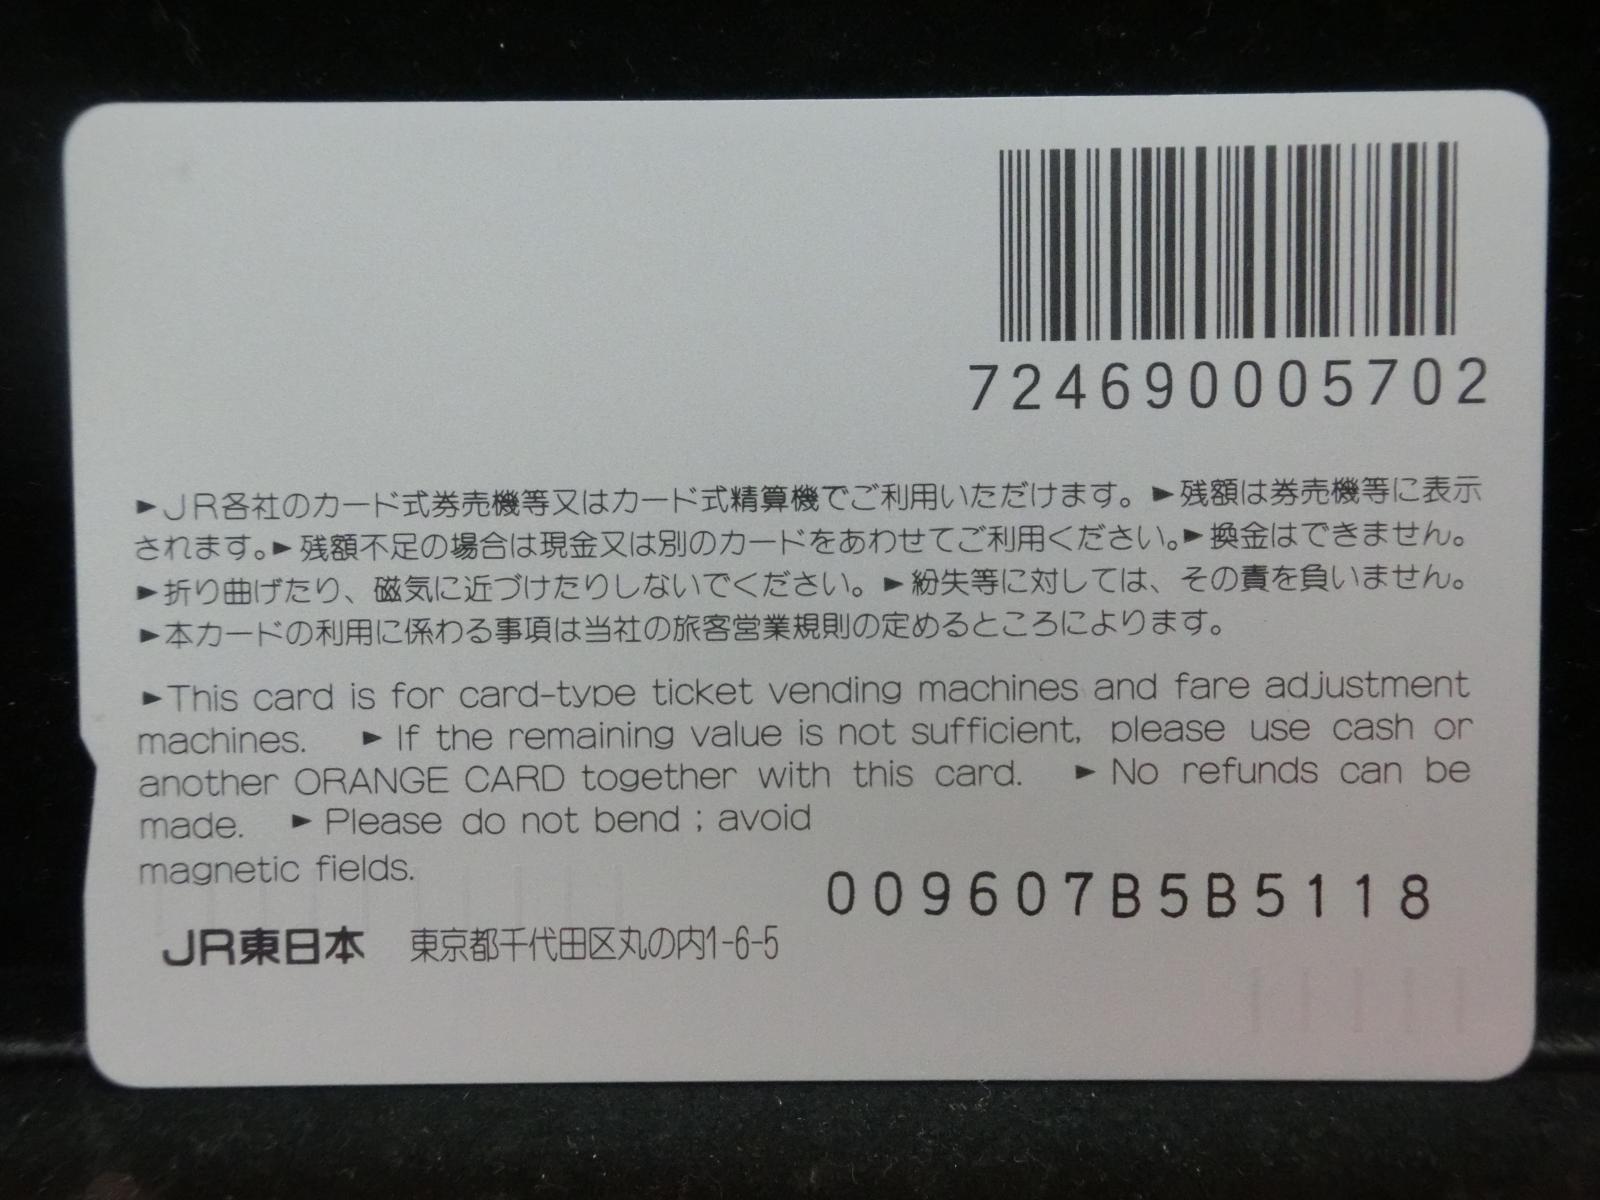 724690005702
►JR各社のカード式券売機等又はカード式精算機でご利用いただけます。►残額は券売機等に表示
されます。►残額不足の場合は現金又は別のカードをあわせてご利用ください。►換金はできません。
►折り曲げたり、磁気に近づけたりしないでください。►紛失等に対しては、その責を負いません。
►本カードの利用に係わる事項は当社の旅客営業規則の定めるところによります。
►This card is for card-type ticket vending machines and fare adjustment
machines. ►If the remaining value is not sufficient, please use cash or
another ORANGE CARD together with this card. ►No refunds can be
made. ►Please do not bend ; avoid
magnetic fields.
009607B5B5118
JR東日本 東京都千代田区丸の内1-6-5